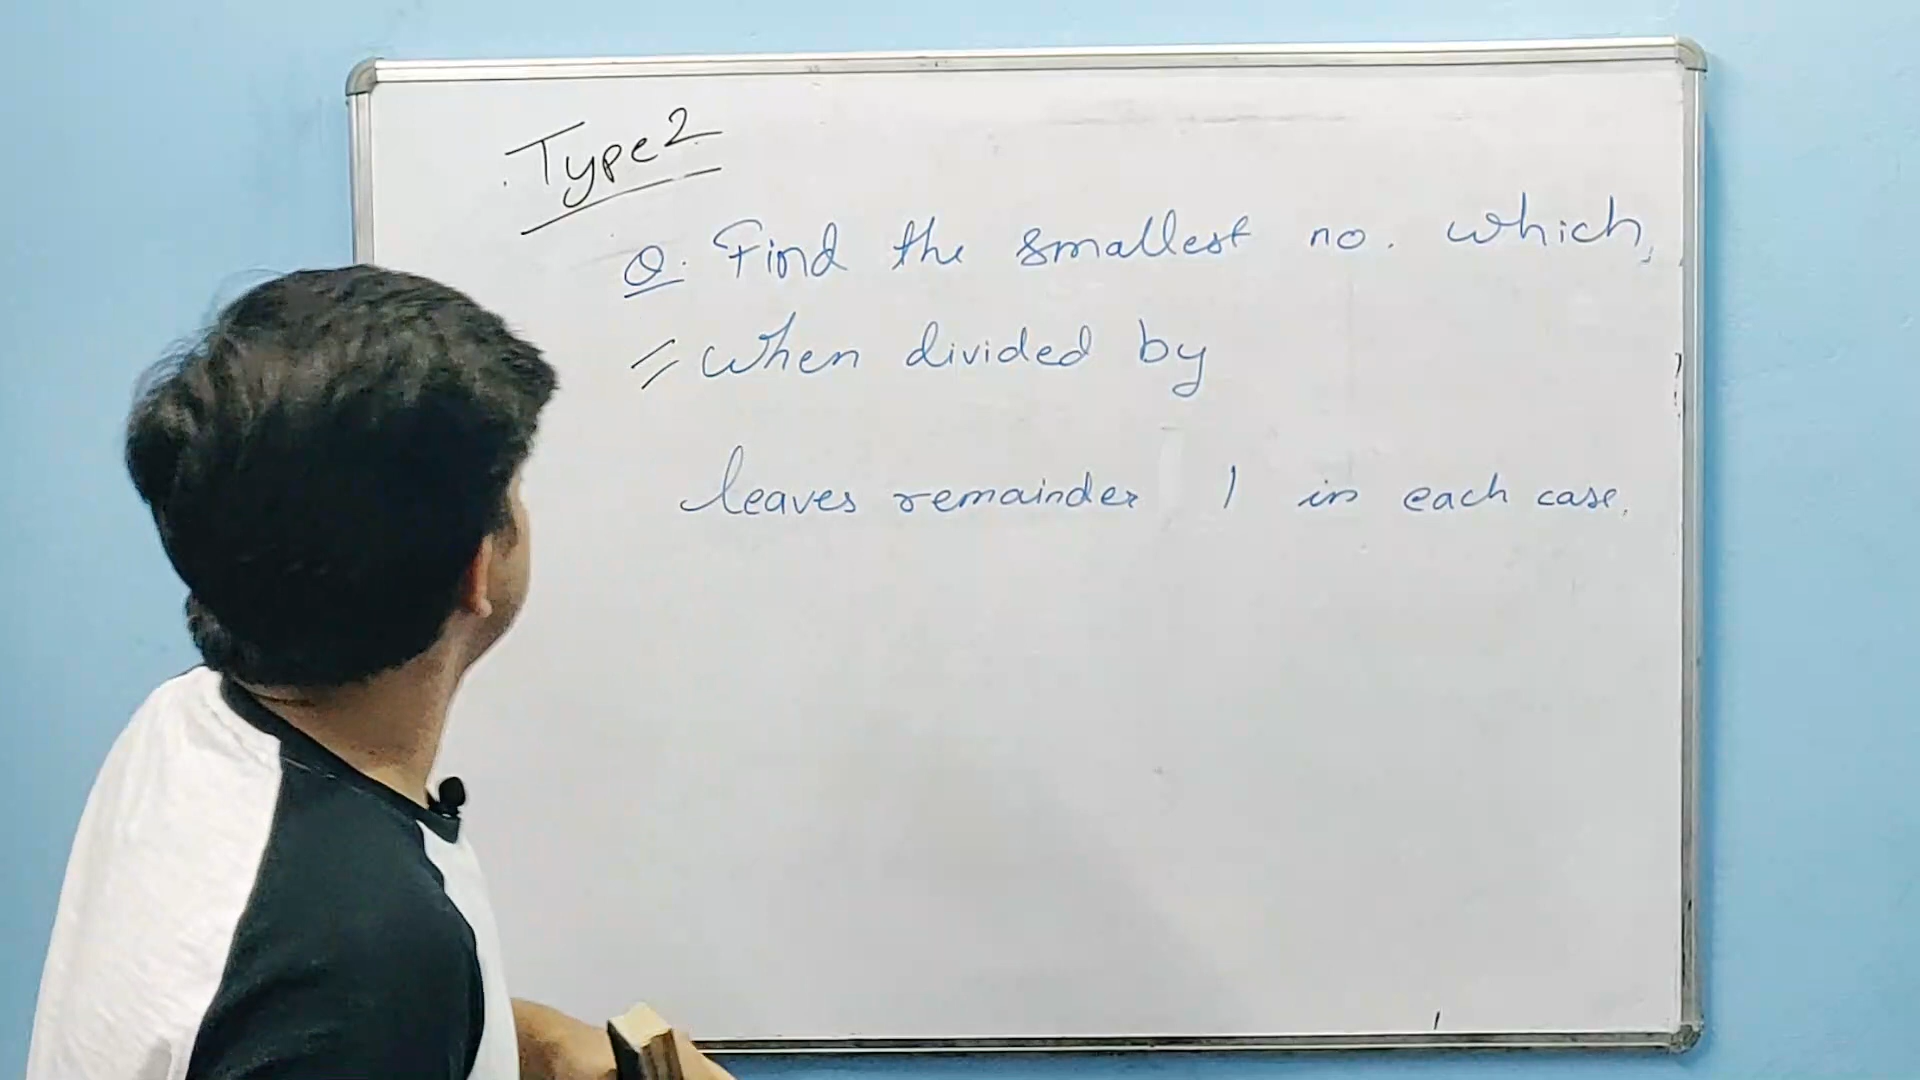 Type 2
Q. Find the smallest no. which,
when divided by
leaves remainder 1 in each case.